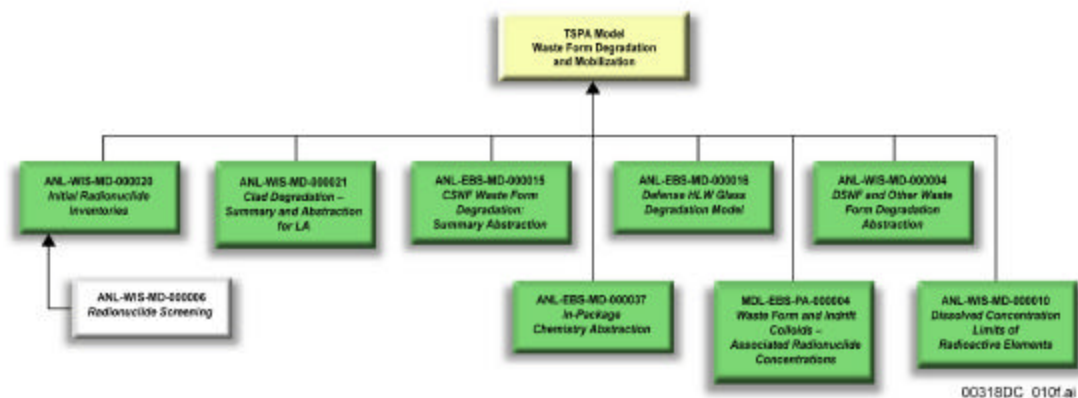 TSPA Model
Waste Form Degradation
and Mobilization
ANL-WIS-MD-000020
Initial Radionuclide
Inventories
ANL-WIS-MD-000021
Clad Degradation –
Summary and Abstraction
for LA
ANL-EBS-MD-000015
CSNF Waste Form
Degradation:
Summary Abstraction
ANL-EBS-MD-000016
Defense HLW Glass
Degradation Model
ANL-WIS-MD-000004
DSNF and Other Waste
Form Degradation
Abstraction
ANL-WIS-MD-000006
Radionuclide Screening
ANL-EBS-MD-000037
In-Package
Chemistry Abstraction
MDL-EBS-PA-000004
Waste Form and Indrift
Colloids –
Associated Radionuclide
Concentrations
ANL-WIS-MD-000010
Dissolved Concentration
Limits of
Radioactive Elements
00318DC_010f.ai